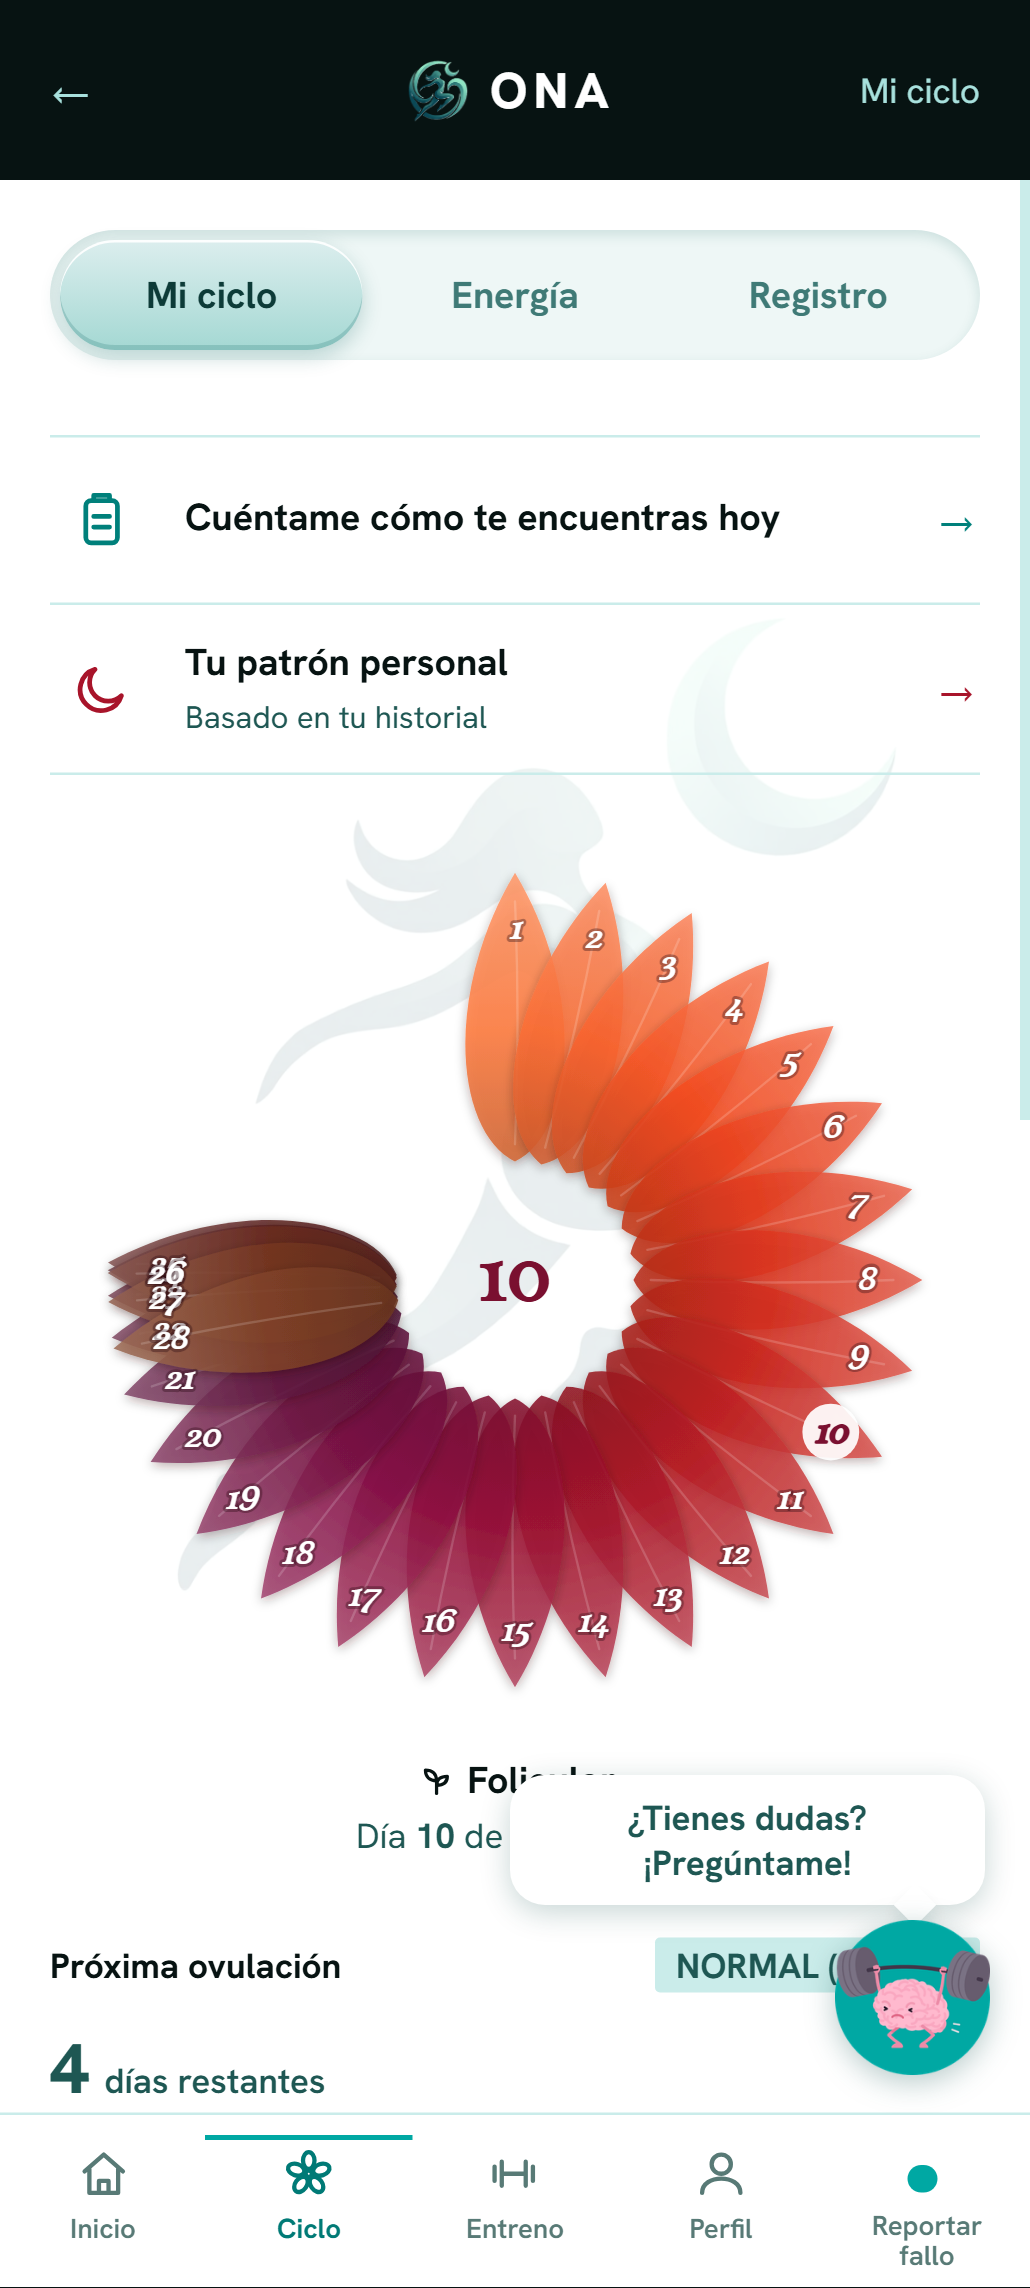 ONA
Mi ciclo
Mi ciclo
Energía
Registro
Cuéntame cómo te encuentras hoy
Tu patrón personal
Basado en tu historial
1
2
3
4
5
6
7
8
9
10
11
12
13
14
15
16
17
18
19
20
21
26
27
28
10
Día 10 de
¿Tienes dudas?
¡Pregúntame!
Próxima ovulación
NORMAL (
4 días restantes
Inicio
Ciclo
Entreno
Perfil
Reportar
fallo